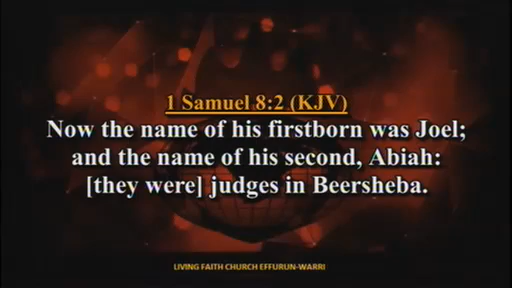 1 Samuel 8:2 (KJV)
Now the name of his firstborn was Joel;
and the name of his second, Abiah:
[they were] judges in Beersheba.
LIVING FAITH CHURCH EFFURUN-WARRI